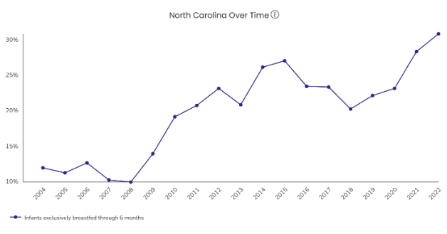 North Carolina Over Time ⓘ
30%
25%
20%
15%
10%
2004 2005 2006 2007 2008 2009 2010 2011 2012 2013 2014 2015 2016 2017 2018 2019 2020 2021 2022
Infants exclusively breastfed through 6 months